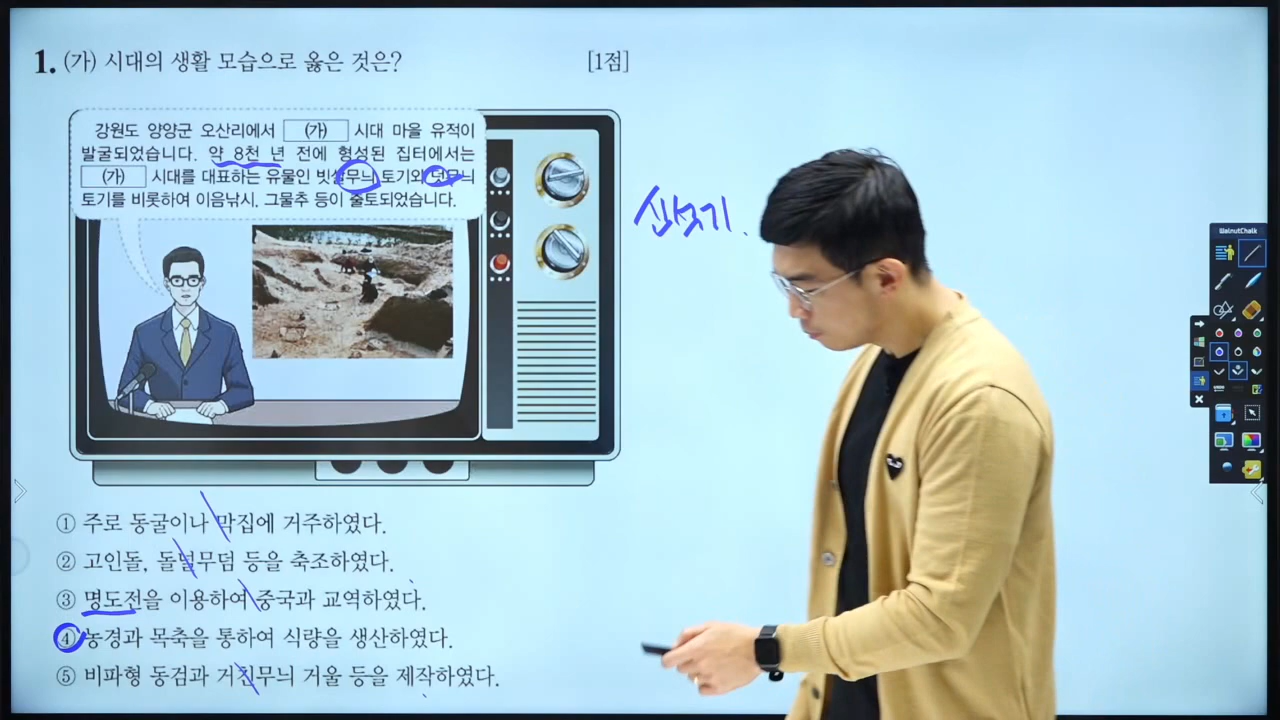 1. (가) 시대의 생활 모습으로 옳은 것은? [1점]
강원도 양양군 오산리에서 (가) 시대 마을 유적이
발굴되었습니다. 약 8천 년 전에 형성된 집터에서는
(가) 시대를 대표하는 유물인 빗살무늬 토기와 덧무늬
토기를 비롯하여 이음낚시, 그물추 등이 출토되었습니다.
신석기.
① 주로 동굴이나 막집에 거주하였다.
② 고인돌, 돌널무덤 등을 축조하였다.
③ 명도전을 이용하여 중국과 교역하였다.
④ 농경과 목축을 통하여 식량을 생산하였다.
⑤ 비파형 동검과 거친무늬 거울 등을 제작하였다.
WalnutChalk